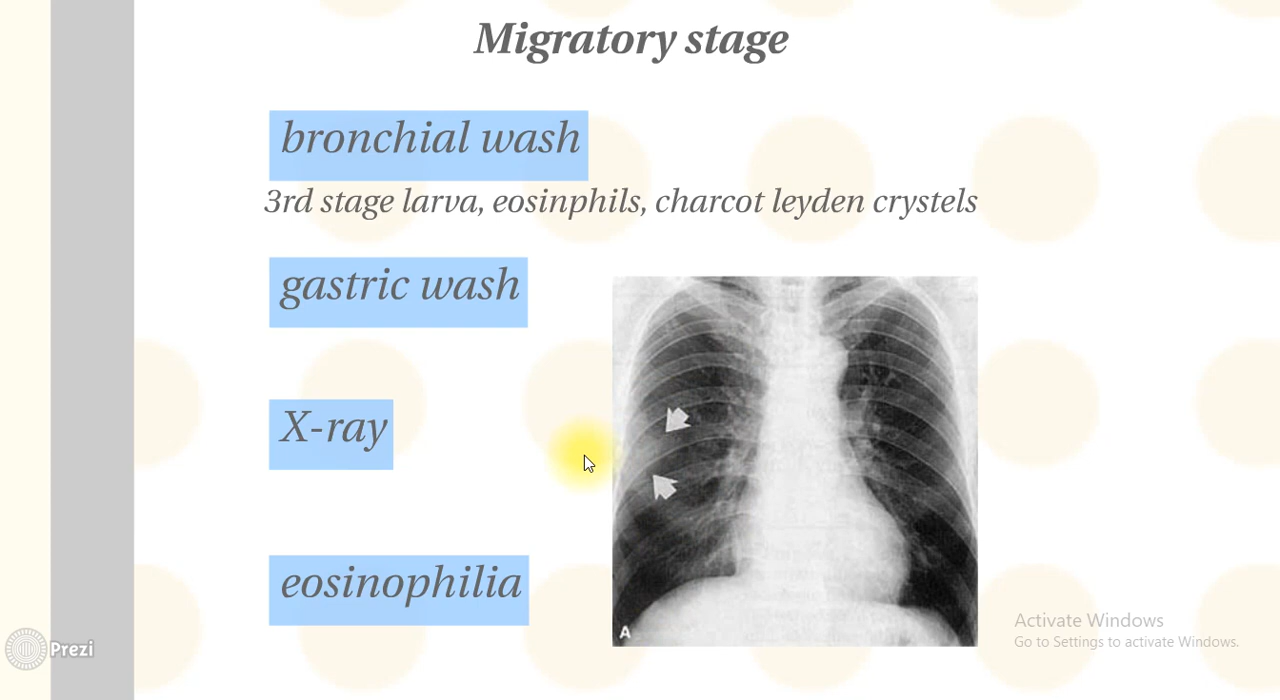 Migratory stage
bronchial wash
3rd stage larva, eosinphils, charcot leyden crystels
gastric wash
X-ray
eosinophilia
A
Activate Windows
Go to Settings to activate Windows.
Prezi